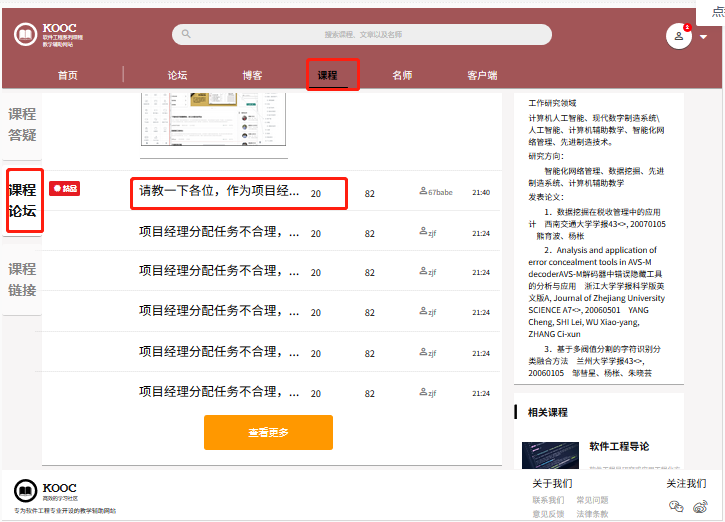 点
KOOC
软件工程系列课程
数字辅助网站
搜索课程、文章以及名师
2
首页
论坛
博客
课程
名师
客户端
课程
答疑
课程
论坛
课程
链接
精品
请教一下各位，作为项目经... 20 82 67babe 21:40
项目经理分配任务不合理，... 20 82 zjf 21:24
项目经理分配任务不合理，... 20 82 zjf 21:24
项目经理分配任务不合理，... 20 82 zjf 21:24
项目经理分配任务不合理，... 20 82 zjf 21:24
项目经理分配任务不合理，... 20 82 zjf 21:24
查看更多
工作研究领域
计算机人工智能、现代数字制造系统\
人工智能、计算机辅助教学、智能化网
络管理、先进制造技术。
研究方向：
智能化网络管理、数据挖掘、先进
制造系统、计算机辅助教学
发表论文：
1．数据挖掘在税收管理中的应用
计 西南交通大学学报43<>, 20070105
熊育波、杨枨
2．Analysis and application of
error concealment tools in AVS-M
decoderAVS-M解码器中错误隐藏工具
的分析与应用 浙江大学学报科学版英
文版A, Journal of Zhejiang University
SCIENCE A7<>, 20060501 YANG
Cheng, SHI Lei, WU Xiao-yang,
ZHANG Ci-xun
3．基于多阈值分割的字符识别分
类融合方法 兰州大学学报43<>,
20060105 邹彗星、杨枨、朱晓芸
相关课程
软件工程导论
KOOC
高效的学习社区
专为软件工程专业开设的教学辅助网站
关于我们
联系我们 常见问题
意见反馈 法律条款
关注我们